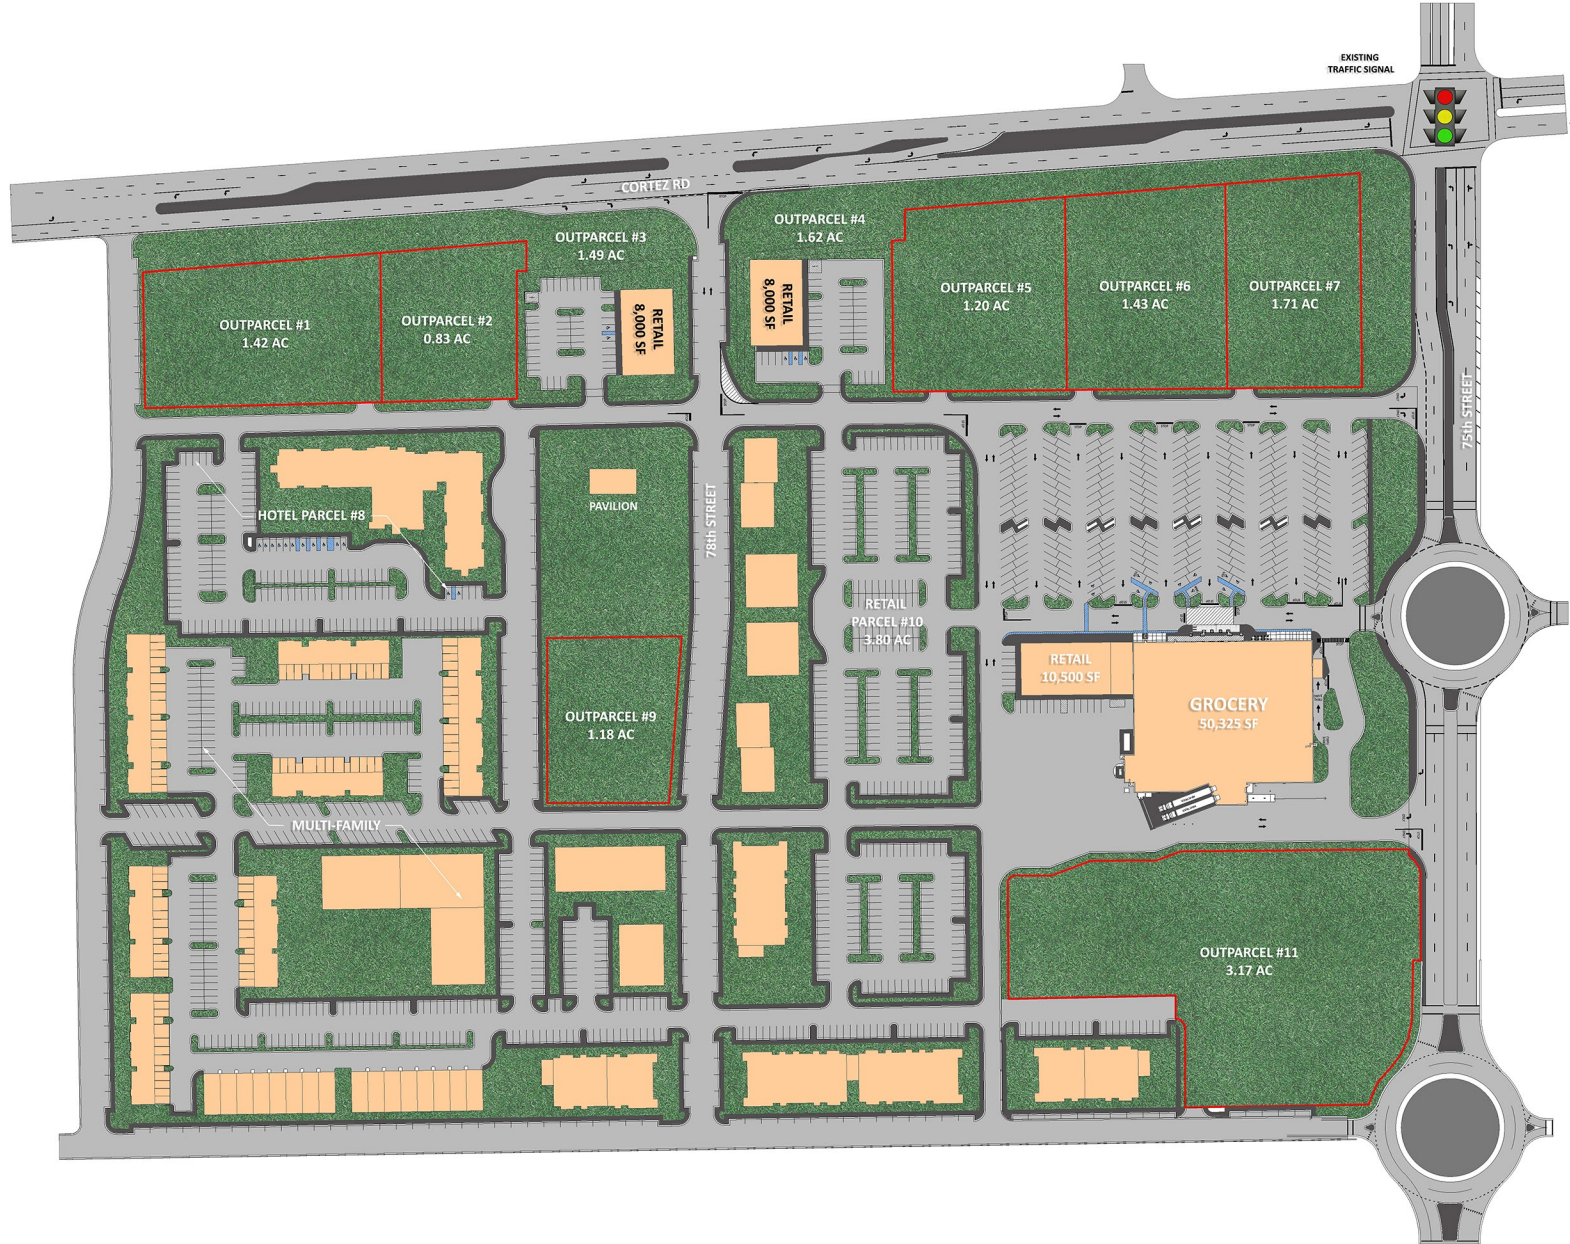 EXISTING
TRAFFIC SIGNAL
CORTEZ RD
OUTPARCEL #1
1.42 AC
OUTPARCEL #2
0.83 AC
OUTPARCEL #3
1.49 AC
RETAIL
8,000 SF
OUTPARCEL #4
1.62 AC
RETAIL
8,000 SF
OUTPARCEL #5
1.20 AC
OUTPARCEL #6
1.43 AC
OUTPARCEL #7
1.71 AC
75th STREET
HOTEL PARCEL #8
PAVILION
78th STREET
RETAIL
PARCEL #10
3.80 AC
RETAIL
10,500 SF
GROCERY
50,325 SF
OUTPARCEL #9
1.18 AC
MULTI-FAMILY
OUTPARCEL #11
3.17 AC